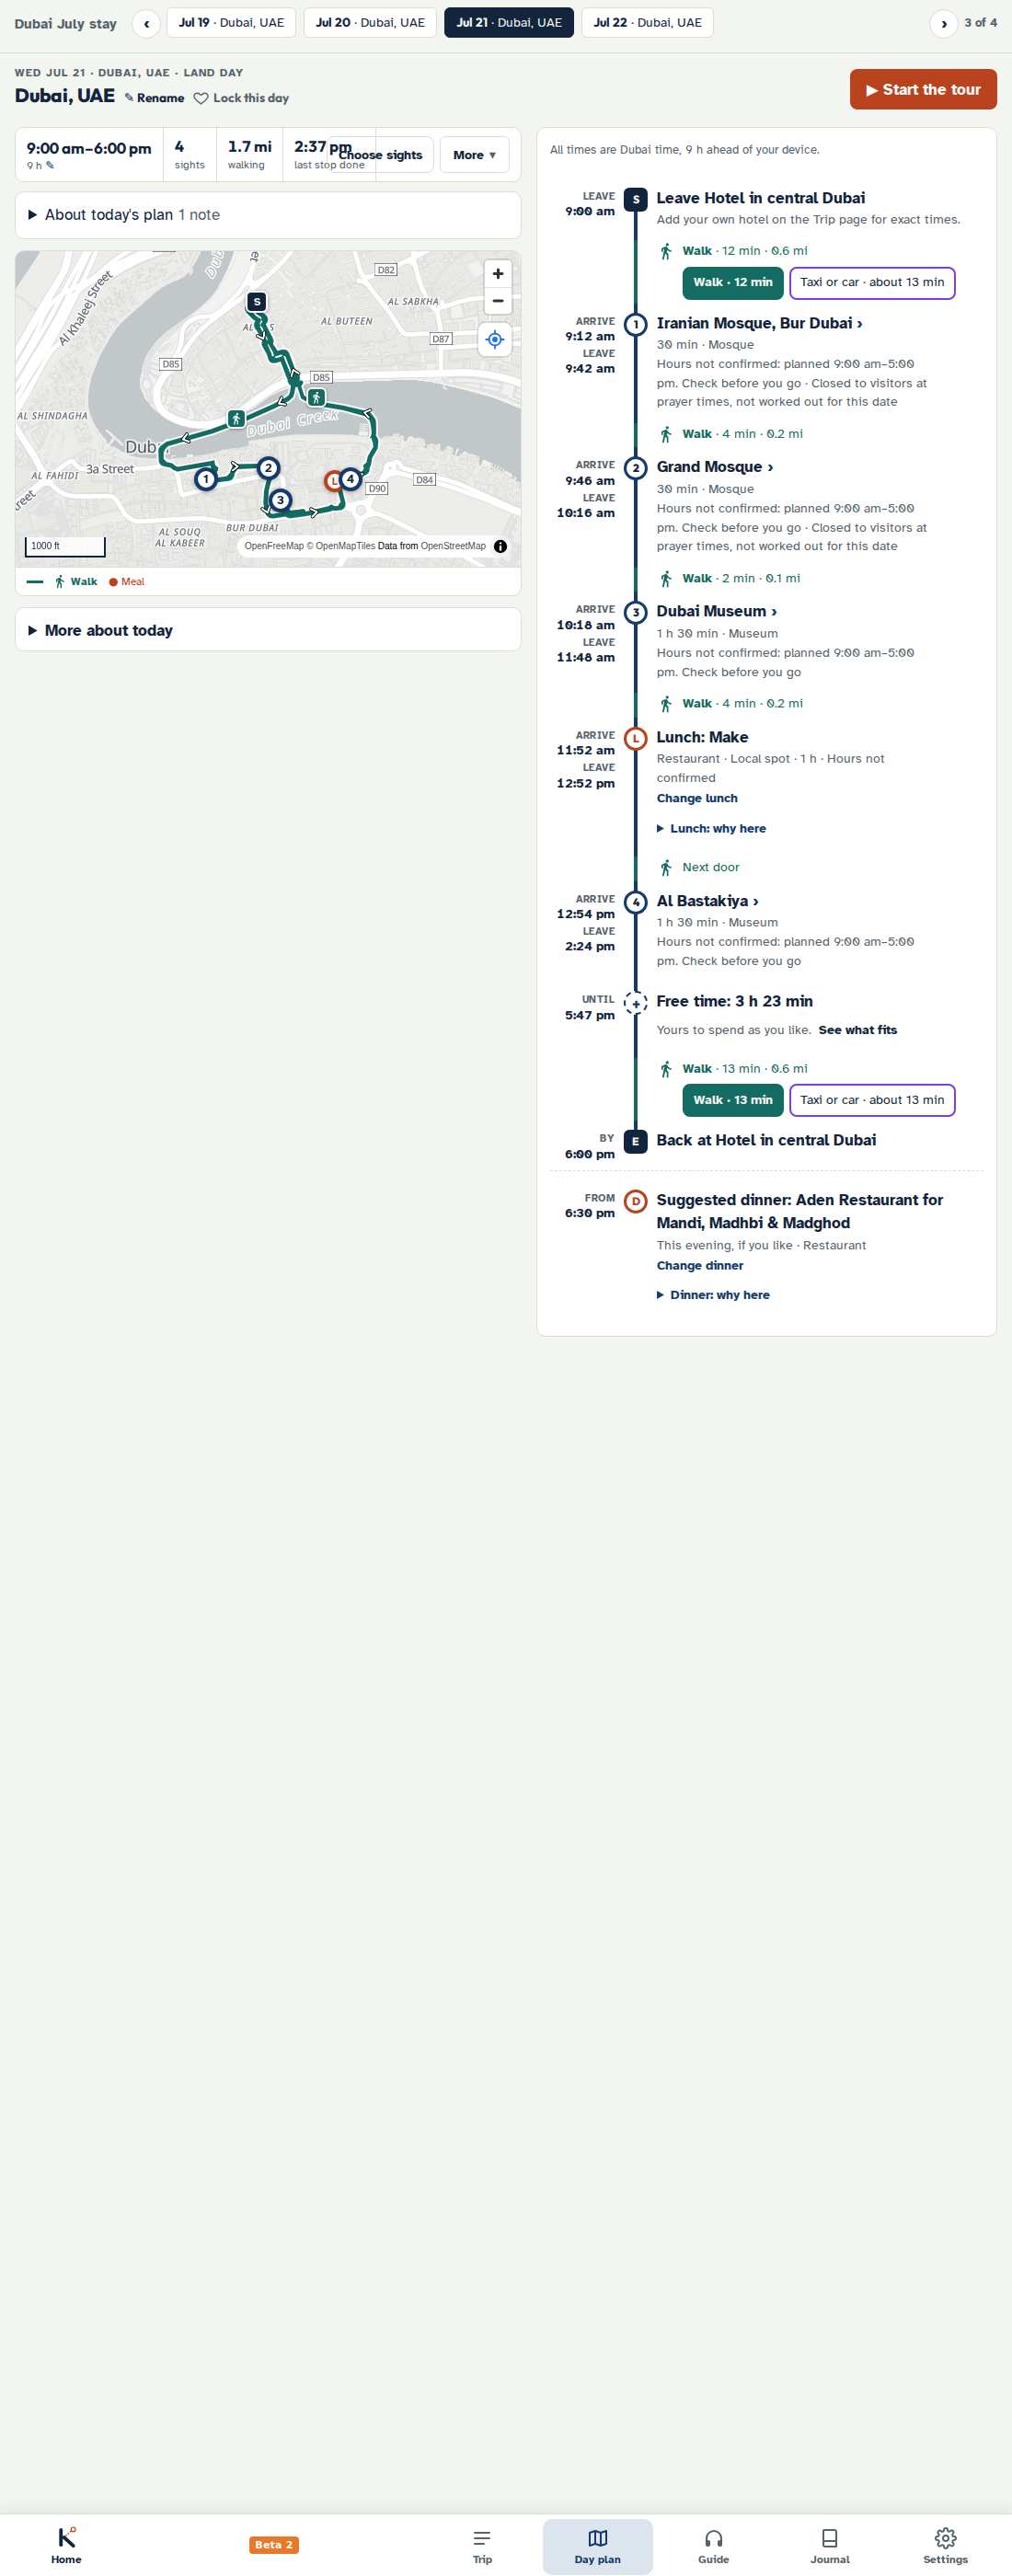 Dubai July stay
‹
Jul 19 · Dubai, UAE
Jul 20 · Dubai, UAE
Jul 21 · Dubai, UAE
Jul 22 · Dubai, UAE
›
3 of 4
WED JUL 21 · DUBAI, UAE · LAND DAY
Dubai, UAE
✎ Rename
Lock this day
▶ Start the tour
9:00 am–6:00 pm
9 h ✎
4
sights
1.7 mi
walking
2:37 pm
last stop done
Choose sights
More ▾
▶ About today's plan 1 note
Al Khaleej Street
D82
AL SABKHA
AL BUTEEN
D87
D85
D85
AL SHINDAGHA
Dubai Creek
3a Street
AL FAHIDI
D84
D90
BUR DUBAI
AL SOUQ
AL KABEER
S
1
2
3
L
4
+
−
1000 ft
OpenFreeMap © OpenMapTiles Data from OpenStreetMap
Walk
Meal
▶ More about today
All times are Dubai time, 9 h ahead of your device.
LEAVE
9:00 am
S
Leave Hotel in central Dubai
Add your own hotel on the Trip page for exact times.
Walk · 12 min · 0.6 mi
Walk · 12 min
Taxi or car · about 13 min
ARRIVE
9:12 am
LEAVE
9:42 am
1
Iranian Mosque, Bur Dubai ›
30 min · Mosque
Hours not confirmed: planned 9:00 am–5:00
pm. Check before you go · Closed to visitors at
prayer times, not worked out for this date
Walk · 4 min · 0.2 mi
ARRIVE
9:46 am
LEAVE
10:16 am
2
Grand Mosque ›
30 min · Mosque
Hours not confirmed: planned 9:00 am–5:00
pm. Check before you go · Closed to visitors at
prayer times, not worked out for this date
Walk · 2 min · 0.1 mi
ARRIVE
10:18 am
LEAVE
11:48 am
3
Dubai Museum ›
1 h 30 min · Museum
Hours not confirmed: planned 9:00 am–5:00
pm. Check before you go
Walk · 4 min · 0.2 mi
ARRIVE
11:52 am
LEAVE
12:52 pm
L
Lunch: Make
Restaurant · Local spot · 1 h · Hours not
confirmed
Change lunch
▶ Lunch: why here
Next door
ARRIVE
12:54 pm
LEAVE
2:24 pm
4
Al Bastakiya ›
1 h 30 min · Museum
Hours not confirmed: planned 9:00 am–5:00
pm. Check before you go
UNTIL
5:47 pm
+
Free time: 3 h 23 min
Yours to spend as you like. See what fits
Walk · 13 min · 0.6 mi
Walk · 13 min
Taxi or car · about 13 min
BY
6:00 pm
E
Back at Hotel in central Dubai
FROM
6:30 pm
D
Suggested dinner: Aden Restaurant for
Mandi, Madhbi & Madghod
This evening, if you like · Restaurant
Change dinner
▶ Dinner: why here
Home
Beta 2
Trip
Day plan
Guide
Journal
Settings